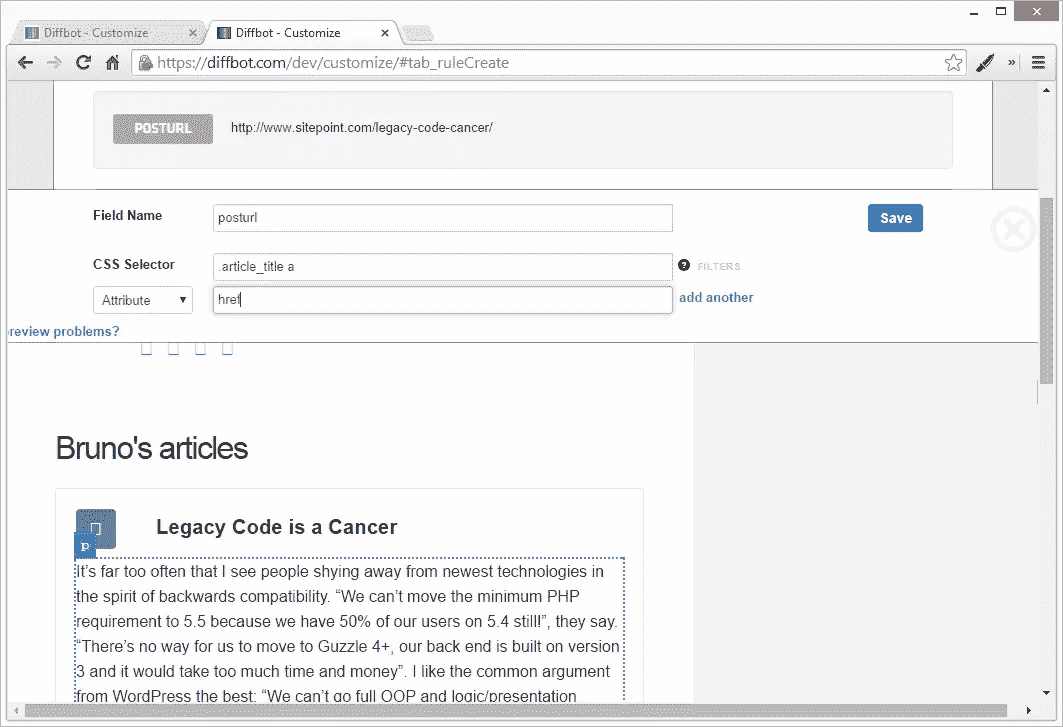 Diffbot - Customize
Diffbot - Customize
https://diffbot.com/dev/customize/#tab_ruleCreate
POSTURL http://www.sitepoint.com/legacy-code-cancer/
Field Name posturl Save
CSS Selector .article_title a ? FILTERS
Attribute href add another
review problems?
Bruno's articles
Legacy Code is a Cancer
p
It’s far too often that I see people shying away from newest technologies in
the spirit of backwards compatibility. “We can’t move the minimum PHP
requirement to 5.5 because we have 50% of our users on 5.4 still!”, they say.
“There’s no way for us to move to Guzzle 4+, our back end is built on version
3 and it would take too much time and money”. I like the common argument
from WordPress the best: “We can’t go full OOP and logic/presentation